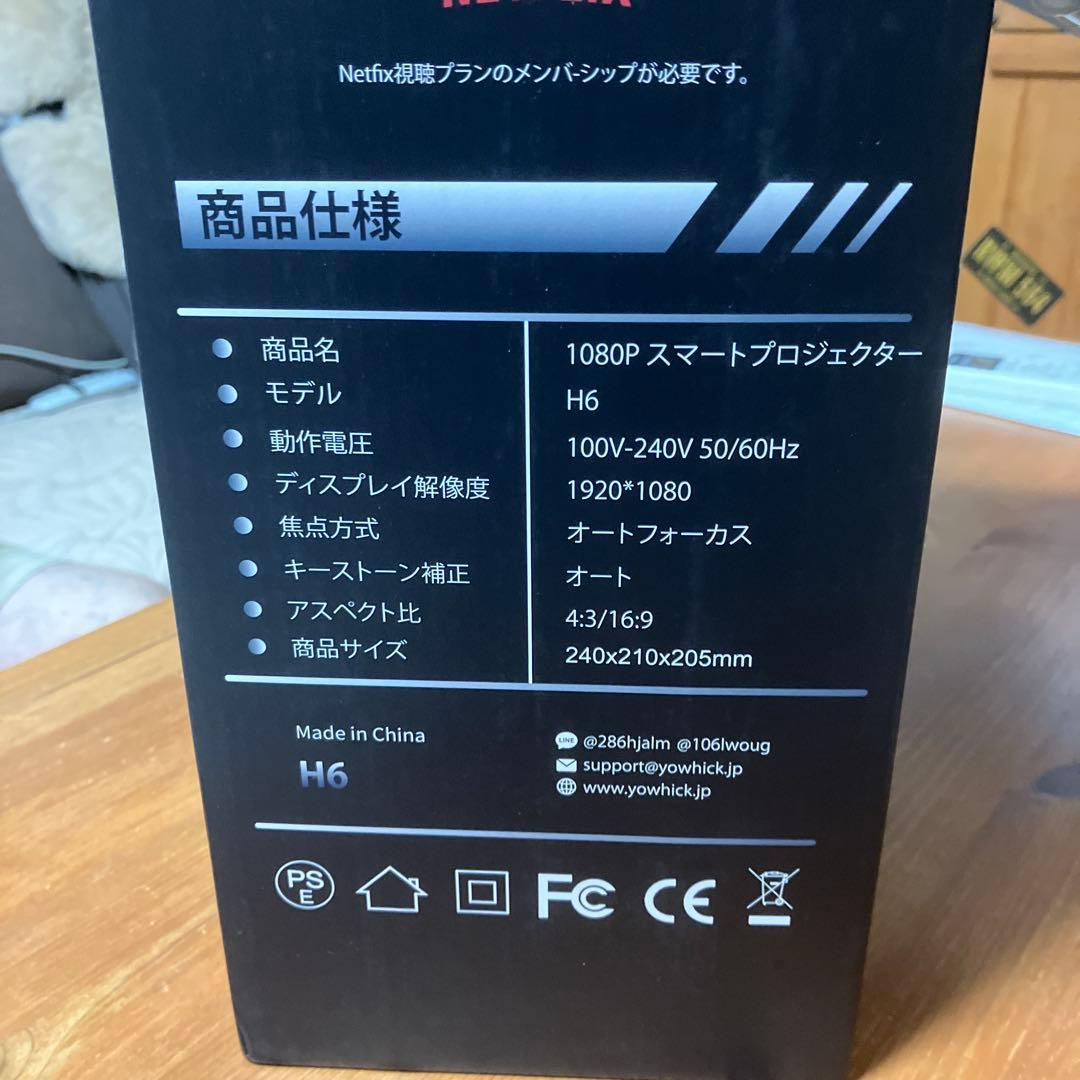 Netfix視聴プランのメンバーシップが必要です。
商品仕様
商品名 1080P スマートプロジェクター
モデル H6
動作電圧 100V-240V 50/60Hz
ディスプレイ解像度 1920*1080
焦点方式 オートフォーカス
キーストーン補正 オート
アスペクト比 4:3/16:9
商品サイズ 240x210x205mm
Made in China
H6
LINE @286hjalm @106lwoug
support@yowhick.jp
www.yowhick.jp
PS
E
FC CE